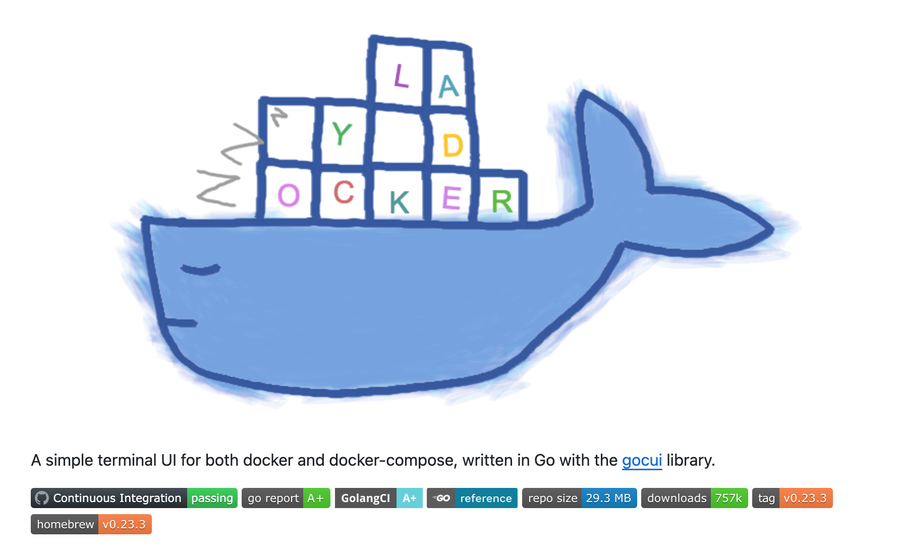 L A
z Y D
O C K E R
Z
Z
A simple terminal UI for both docker and docker-compose, written in Go with the gocui library.
Continuous Integration passing go report A+ GolangCI A+ GO reference repo size 29.3 MB downloads 757k tag v0.23.3
homebrew v0.23.3